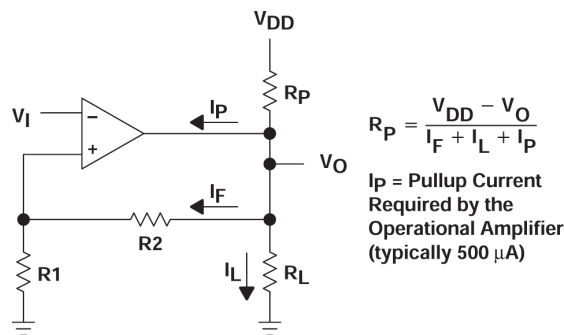 VDD
RP
VI
−
+
IP
VO
IF
R2
R1
IL
RL
RP = VDD − VO / IF + IL + IP
IP = Pullup Current
Required by the
Operational Amplifier
(typically 500 μA)